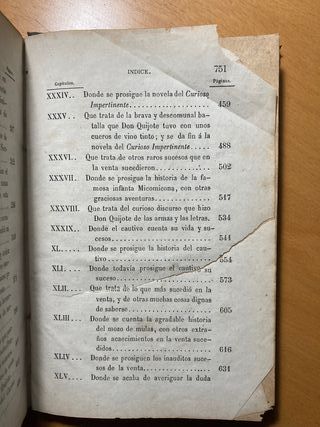 INDICE. 751
Capítulos. Páginas.
XXXIV.. Donde se prosigue la novela del Curioso
Impertinente..................... 459
XXXV... Que trata de la brava y descomunal ba-
talla que Don Quijote tuvo con unos
cueros de vino tinto; y se da fin á la
novela del Curioso Impertinente..... 488
XXXVI.. Que trata de otros raros sucesos que en
la venta sucedieron............... 502
XXXVII. Donde se prosigue la historia de la fa-
mosa infanta Micomicona, con otras
graciosas aventuras............... 517
XXXVIII. Que trata del curioso discurso que hizo
Don Quijote de las armas y las letras. 534
XXXIX.. Donde el cautivo cuenta su vida y su-
cesos........................... 544
XL..... Donde se prosigue la historia del cau-
tivo............................. 554
XLI.... Donde todavía prosigue el cautivo su
suceso........................... 573
XLII... Que trata de lo que más sucedió en la
venta, y de otras muchas cosas dignas
de saberse....................... 605
XLIII.. Donde se cuenta la agradable historia
del mozo de mulas, con otros extra-
ños acaecimientos en la venta suce-
didos............................ 616
XLIV... Donde se prosiguen los inauditos suce-
sos de la venta................... 631
XLV.... Donde se acaba de averiguar la duda